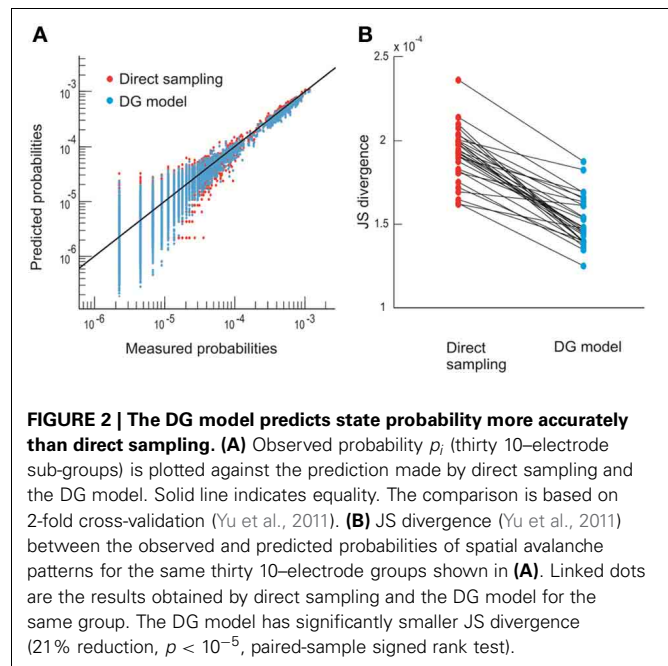 A
Direct sampling
DG model
10⁻³
10⁻⁴
10⁻⁵
10⁻⁶
Predicted probabilities
10⁻⁶ 10⁻⁵ 10⁻⁴ 10⁻³
Measured probabilities
B
x 10⁻⁴
2.5
2
1.5
1
JS divergence
Direct
sampling
DG model
FIGURE 2 | The DG model predicts state probability more accurately
than direct sampling. (A) Observed probability pᵢ (thirty 10–electrode
sub-groups) is plotted against the prediction made by direct sampling and
the DG model. Solid line indicates equality. The comparison is based on
2-fold cross-validation (Yu et al., 2011). (B) JS divergence (Yu et al., 2011)
between the observed and predicted probabilities of spatial avalanche
patterns for the same thirty 10–electrode groups shown in (A). Linked dots
are the results obtained by direct sampling and the DG model for the
same group. The DG model has significantly smaller JS divergence
(21% reduction, p < 10⁻⁵, paired-sample signed rank test).